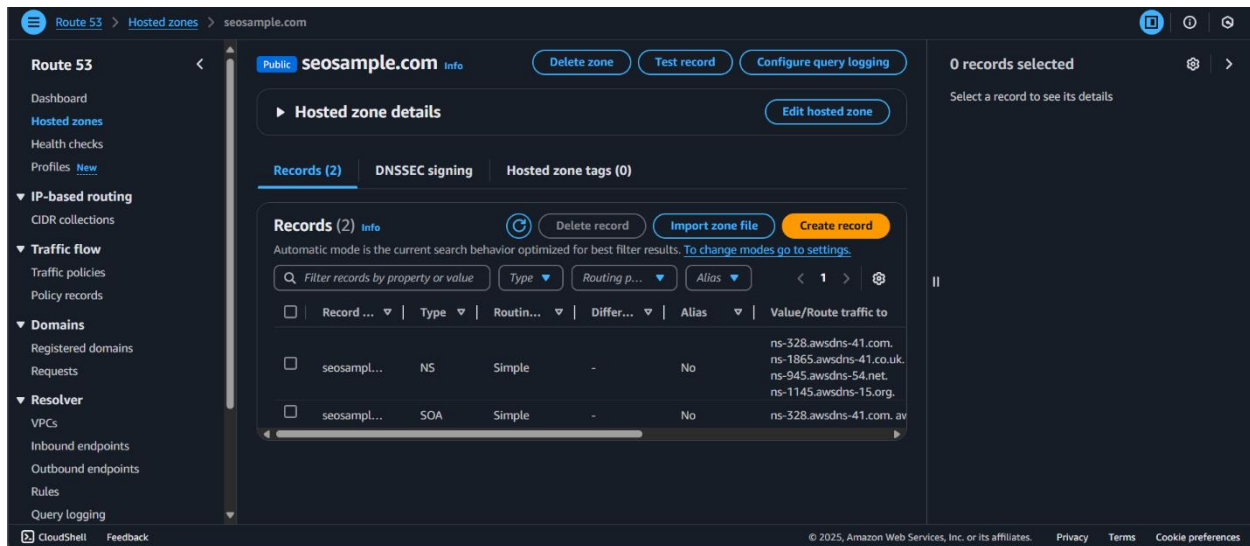 Route 53 > Hosted zones > seosample.com
Route 53
Dashboard
Hosted zones
Health checks
Profiles New
IP-based routing
CIDR collections
Traffic flow
Traffic policies
Policy records
Domains
Registered domains
Requests
Resolver
VPCs
Inbound endpoints
Outbound endpoints
Rules
Query logging
Public seosample.com Info
Delete zone
Test record
Configure query logging
Hosted zone details
Edit hosted zone
Records (2)
DNSSEC signing
Hosted zone tags (0)
Records (2) Info
Delete record
Import zone file
Create record
Automatic mode is the current search behavior optimized for best filter results. To change modes go to settings.
Filter records by property or value
Type
Routing p...
Alias
1
Record ... | Type | Routin... | Differ... | Alias | Value/Route traffic to
seosampl... NS Simple - No
ns-328.awsdns-41.com.
ns-1865.awsdns-41.co.uk.
ns-945.awsdns-54.net.
ns-1145.awsdns-15.org.
seosampl... SOA Simple - No ns-328.awsdns-41.com. aw
0 records selected
Select a record to see its details
CloudShell Feedback
© 2025, Amazon Web Services, Inc. or its affiliates. Privacy Terms Cookie preferences